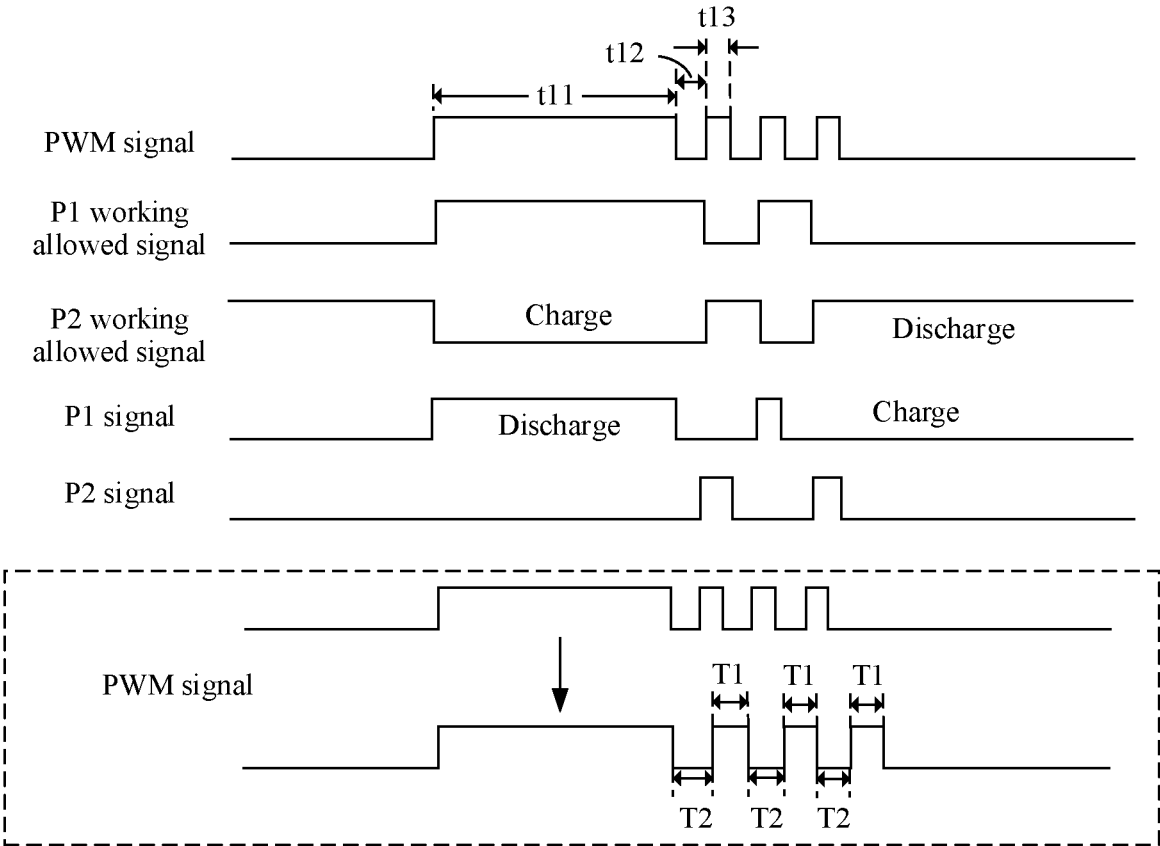 t13
t12
t11
PWM signal
P1 working
allowed signal
P2 working
allowed signal
Charge
Discharge
P1 signal
Discharge
Charge
P2 signal
PWM signal
T1
T1
T1
T2
T2
T2